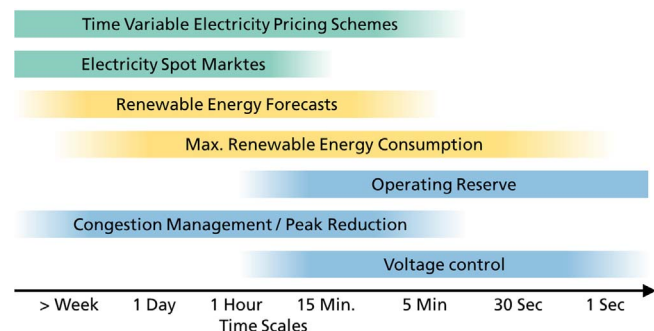 Time Variable Electricity Pricing Schemes
Electricity Spot Marktes
Renewable Energy Forecasts
Max. Renewable Energy Consumption
Operating Reserve
Congestion Management / Peak Reduction
Voltage control
> Week 1 Day 1 Hour 15 Min. 5 Min 30 Sec 1 Sec
Time Scales